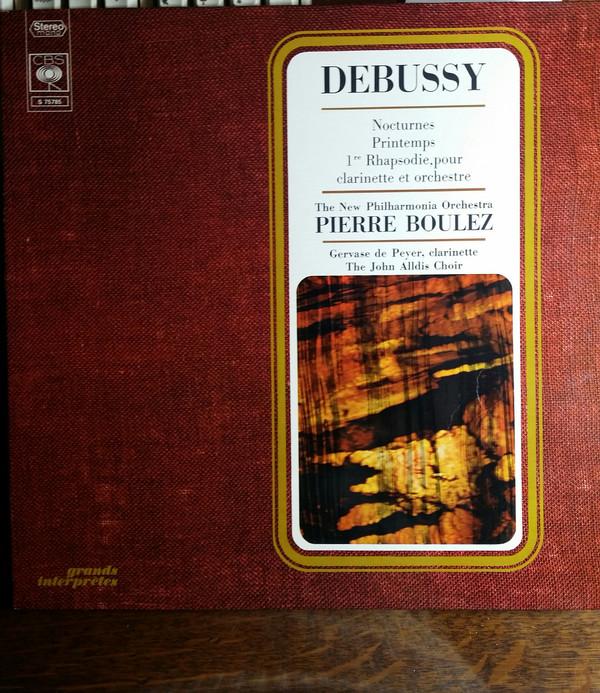 Stereo
mono
CBS
S 75785
DEBUSSY
Nocturnes
Printemps
1re Rhapsodie,pour
clarinette et orchestre
The New Philharmonia Orchestra
PIERRE BOULEZ
Gervase de Peyer, clarinette
The John Alldis Choir
grands
interprètes